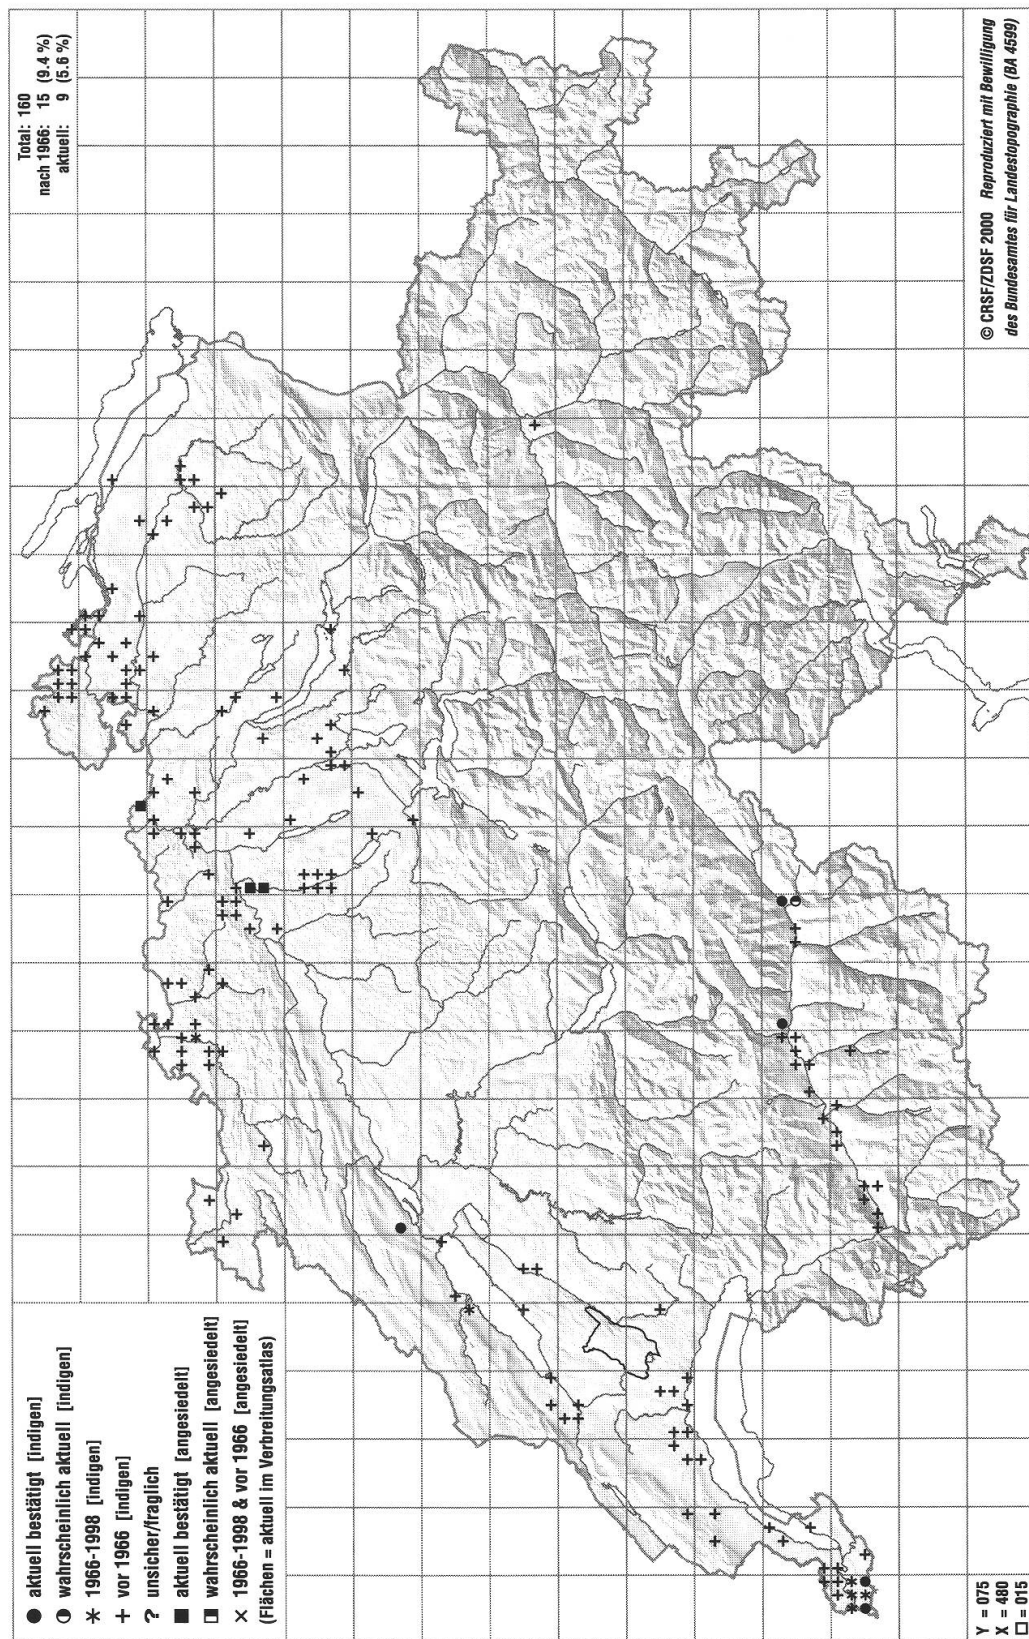 Total: 160
nach 1966: 15 (9.4 %)
aktuell: 9 (5.6 %)
● aktuell bestätigt [indigen]
◐ wahrscheinlich aktuell [indigen]
∗ 1966-1998 [indigen]
+ vor 1966 [indigen]
? unsicher/fraglich
■ aktuell bestätigt [angesiedelt]
◨ wahrscheinlich aktuell [angesiedelt]
× 1966-1998 & vor 1966 [angesiedelt]
(Flächen = aktuell im Verbreitungsatlas)
Y = 075
X = 480
□ = 015
© CRSF/ZDSF 2000 Reproduziert mit Bewilligung
des Bundesamtes für Landestopographie (BA 4599)